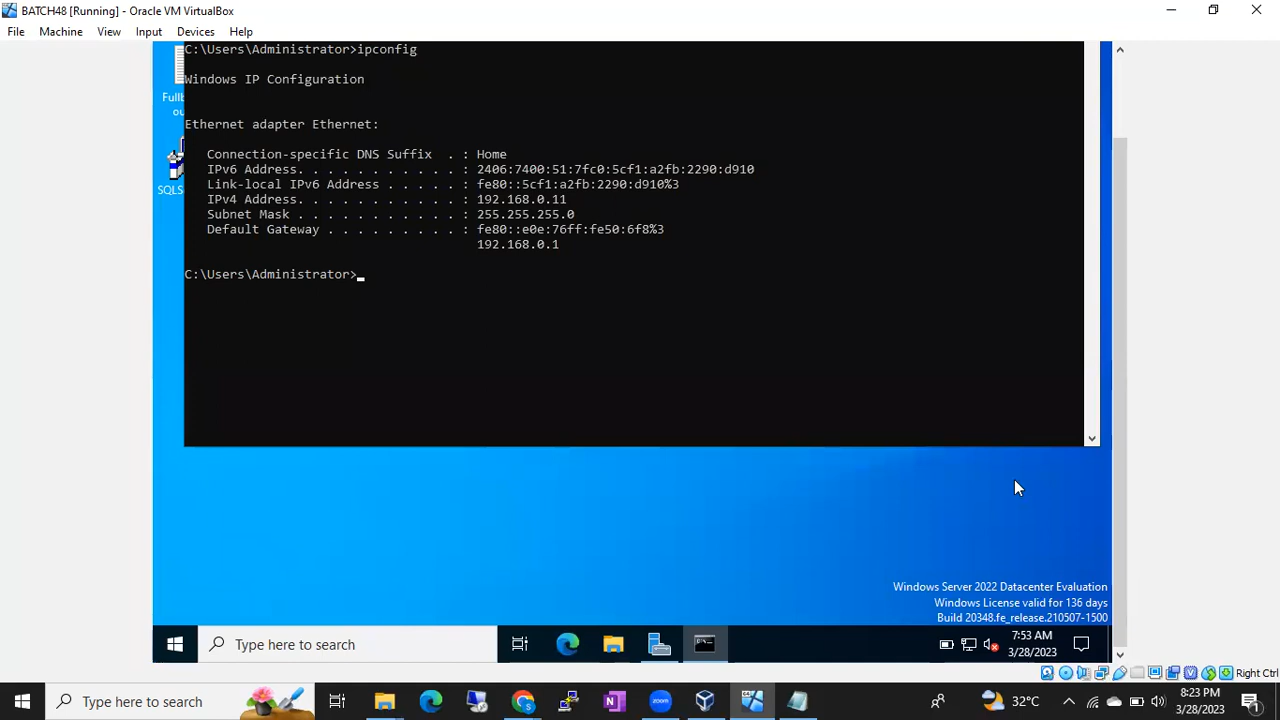 BATCH48 [Running] - Oracle VM VirtualBox
File Machine View Input Devices Help
C:\Users\Administrator>ipconfig
Windows IP Configuration
Fullb
ou
Ethernet adapter Ethernet:
Connection-specific DNS Suffix . : Home
SQLS
IPv6 Address. . . . . . . . . . . : 2406:7400:51:7fc0:5cf1:a2fb:2290:d910
Link-local IPv6 Address . . . . . : fe80::5cf1:a2fb:2290:d910%3
IPv4 Address. . . . . . . . . . . : 192.168.0.11
Subnet Mask . . . . . . . . . . . : 255.255.255.0
Default Gateway . . . . . . . . . : fe80::e0e:76ff:fe50:6f8%3
192.168.0.1
C:\Users\Administrator>
Windows Server 2022 Datacenter Evaluation
Windows License valid for 136 days
Build 20348.fe_release.210507-1500
Type here to search
7:53 AM
3/28/2023
Right Ctrl
Type here to search
32°C
8:23 PM
3/28/2023
1